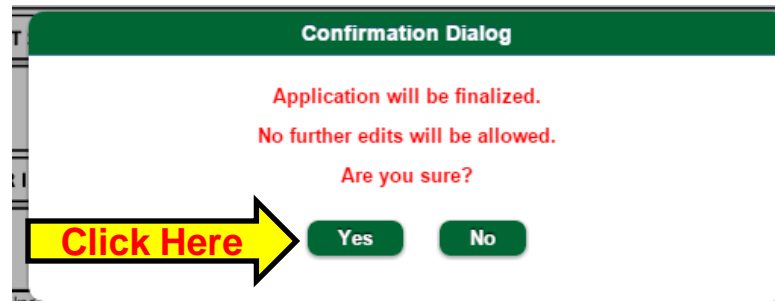 Confirmation Dialog
Application will be finalized.
No further edits will be allowed.
Are you sure?
Click Here
Yes
No